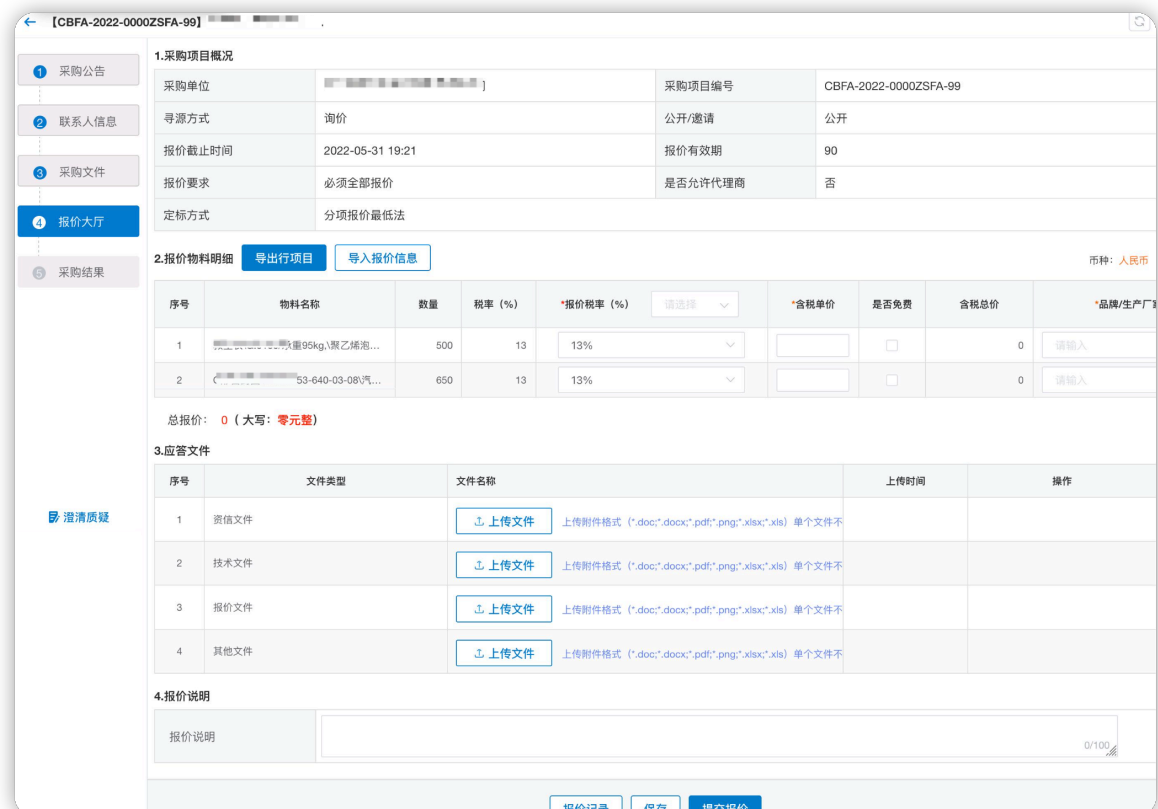 【CBFA-2022-0000ZSFA-99】
1 采购公告
2 联系人信息
3 采购文件
4 报价大厅
5 采购结果
澄清质疑
1.采购项目概况
采购单位 采购项目编号 CBFA-2022-0000ZSFA-99
寻源方式 询价 公开/邀请 公开
报价截止时间 2022-05-31 19:21 报价有效期 90
报价要求 必须全部报价 是否允许代理商 否
定标方式 分项报价最低法
2.报价物料明细 导出行项目 导入报价信息 币种: 人民币
序号 物料名称 数量 税率（%） *报价税率（%） 请选择 *含税单价 是否免费 含税总价 *品牌/生产厂
1 重95kg,\聚乙烯泡... 500 13 13% 0 请输入
2 53-640-03-08\汽... 650 13 13% 0 请输入
总报价： 0 ( 大写：零元整)
3.应答文件
序号 文件类型 文件名称 上传时间 操作
1 资信文件 上传文件 上传附件格式（*.doc;*.docx;*.pdf;*.png;*.xlsx;*.xls）单个文件不
2 技术文件 上传文件 上传附件格式（*.doc;*.docx;*.pdf;*.png;*.xlsx;*.xls）单个文件不
3 报价文件 上传文件 上传附件格式（*.doc;*.docx;*.pdf;*.png;*.xlsx;*.xls）单个文件不
4 其他文件 上传文件 上传附件格式（*.doc;*.docx;*.pdf;*.png;*.xlsx;*.xls）单个文件不
4.报价说明
报价说明 0/100
报价记录 保存 提交报价